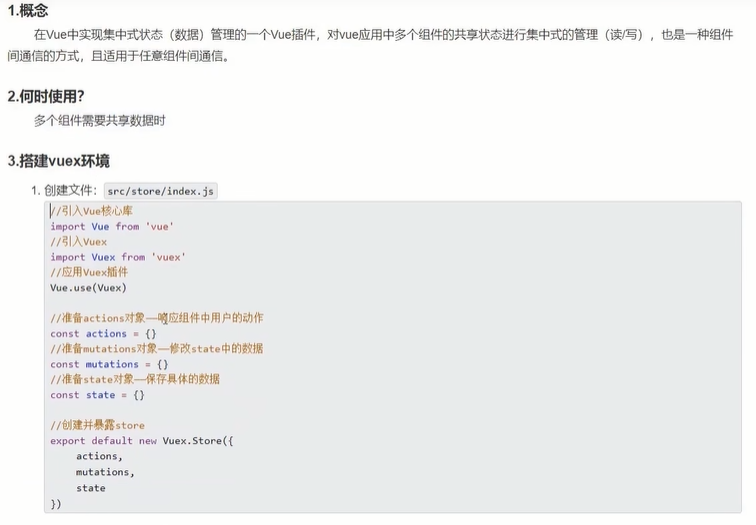 1.概念
在Vue中实现集中式状态（数据）管理的一个Vue插件，对vue应用中多个组件的共享状态进行集中式的管理（读/写），也是一种组件
间通信的方式，且适用于任意组件间通信。
2.何时使用?
多个组件需要共享数据时
3.搭建vuex环境
1. 创建文件：src/store/index.js
//引入Vue核心库
import Vue from 'vue'
//引入Vuex
import Vuex from 'vuex'
//应用Vuex插件
Vue.use(Vuex)
//准备actions对象——响应组件中用户的动作
const actions = {}
//准备mutations对象——修改state中的数据
const mutations = {}
//准备state对象——保存具体的数据
const state = {}
//创建并暴露store
export default new Vuex.Store({
actions,
mutations,
state
})